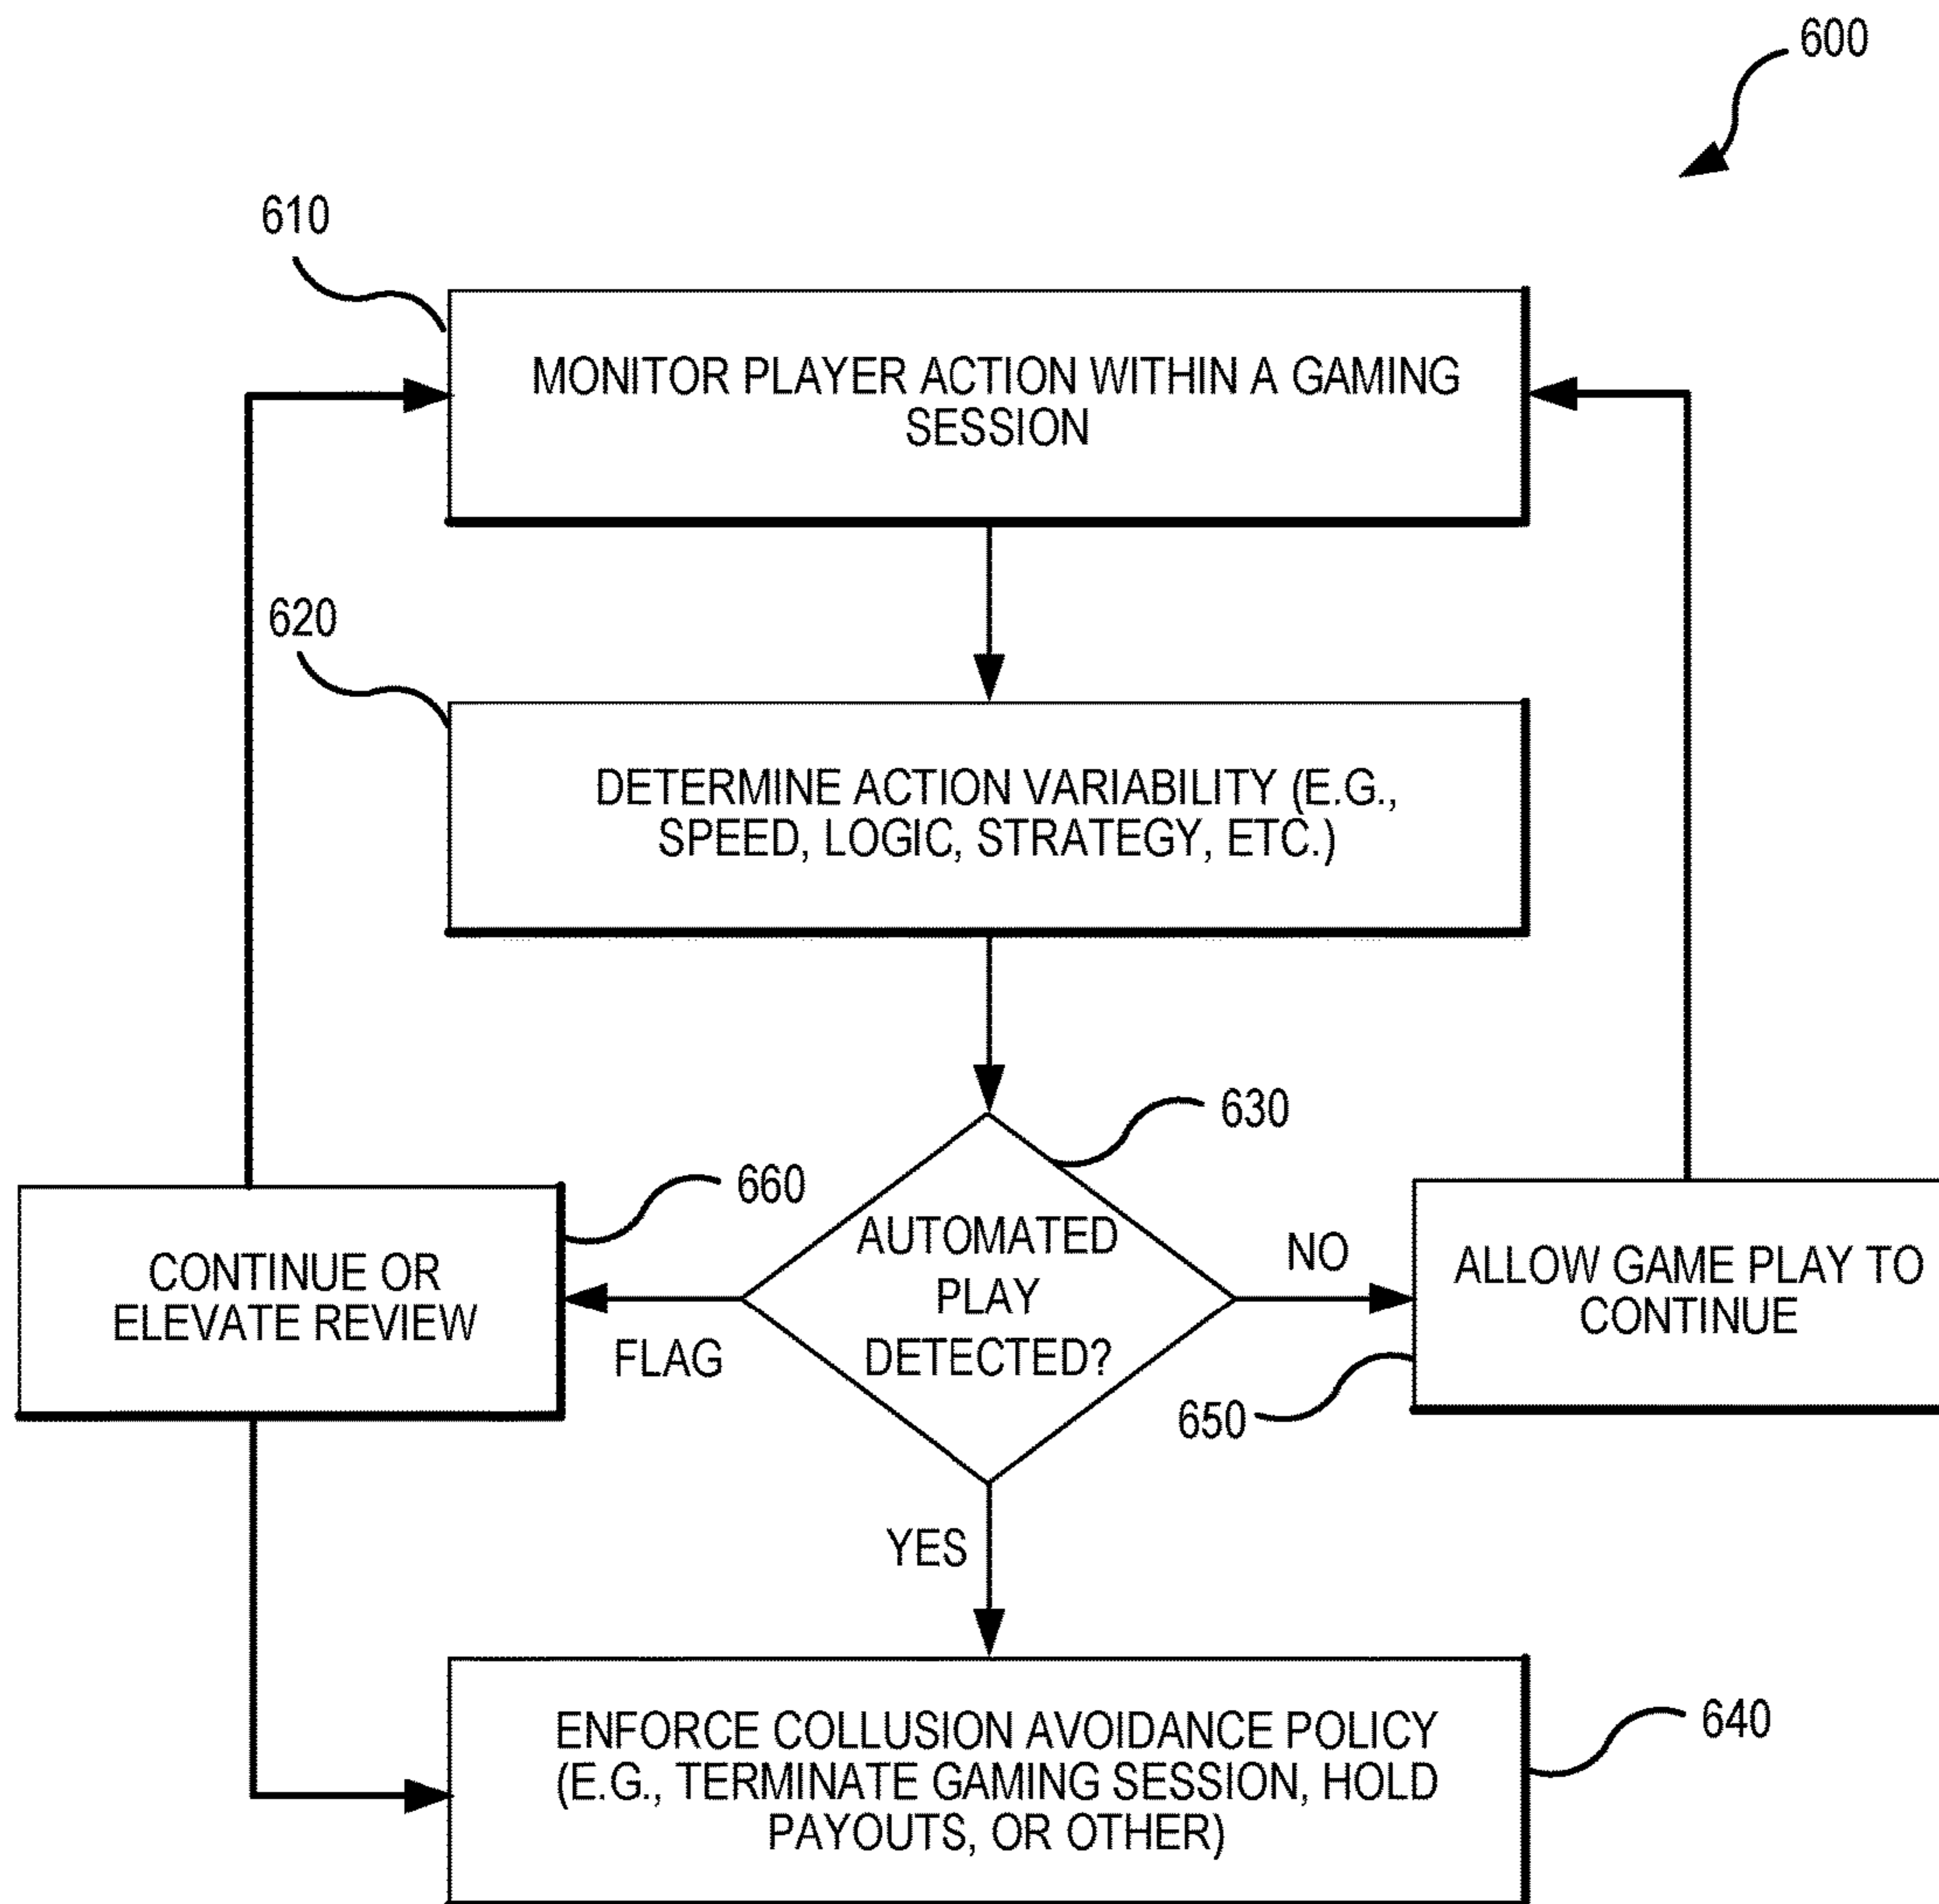 600
610
MONITOR PLAYER ACTION WITHIN A GAMING
SESSION
620
DETERMINE ACTION VARIABILITY (E.G.,
SPEED, LOGIC, STRATEGY, ETC.)
630
660
AUTOMATED
PLAY
DETECTED?
CONTINUE OR
ELEVATE REVIEW
FLAG
NO
ALLOW GAME PLAY TO
CONTINUE
650
YES
ENFORCE COLLUSION AVOIDANCE POLICY
(E.G., TERMINATE GAMING SESSION, HOLD
PAYOUTS, OR OTHER)
640